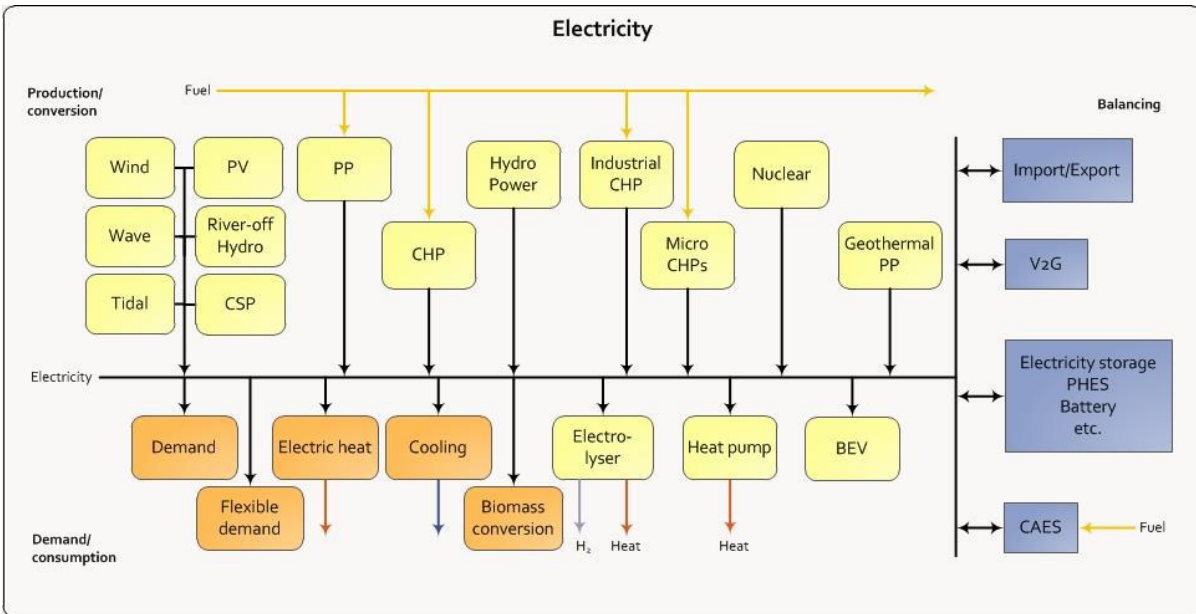 Electricity
Production/
conversion
Fuel
Balancing
Wind
PV
PP
Hydro
Power
Industrial
CHP
Nuclear
Import/Export
Wave
River-off
Hydro
CHP
Micro
CHPs
Geothermal
PP
V2G
Tidal
CSP
Electricity
Electricity storage
PHES
Battery
etc.
Demand
Electric heat
Cooling
Electro-
lyser
Heat pump
BEV
Flexible
demand
Biomass
conversion
Demand/
consumption
H₂
Heat
Heat
CAES
Fuel